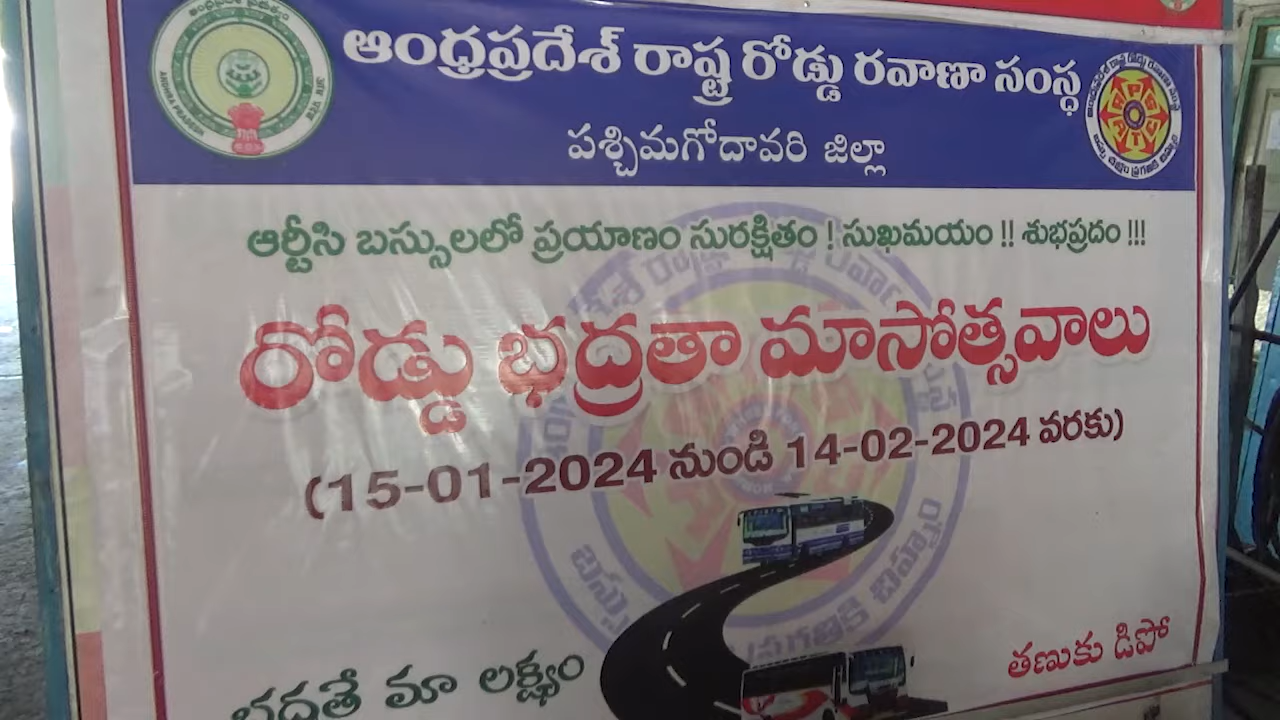 ఆంధ్రప్రదేశ్ రాష్ట్ర రోడ్డు రవాణా సంస్థ
పశ్చిమగోదావరి జిల్లా
ఆర్టీసి బస్సులలో ప్రయాణం సురక్షితం ! సుఖమయం !! శుభప్రదం !!!
రోడ్డు భద్రతా మాసోత్సవాలు
(15-01-2024 నుండి 14-02-2024 వరకు)
భద్రతే మా లక్ష్యం
తణుకు డిపో